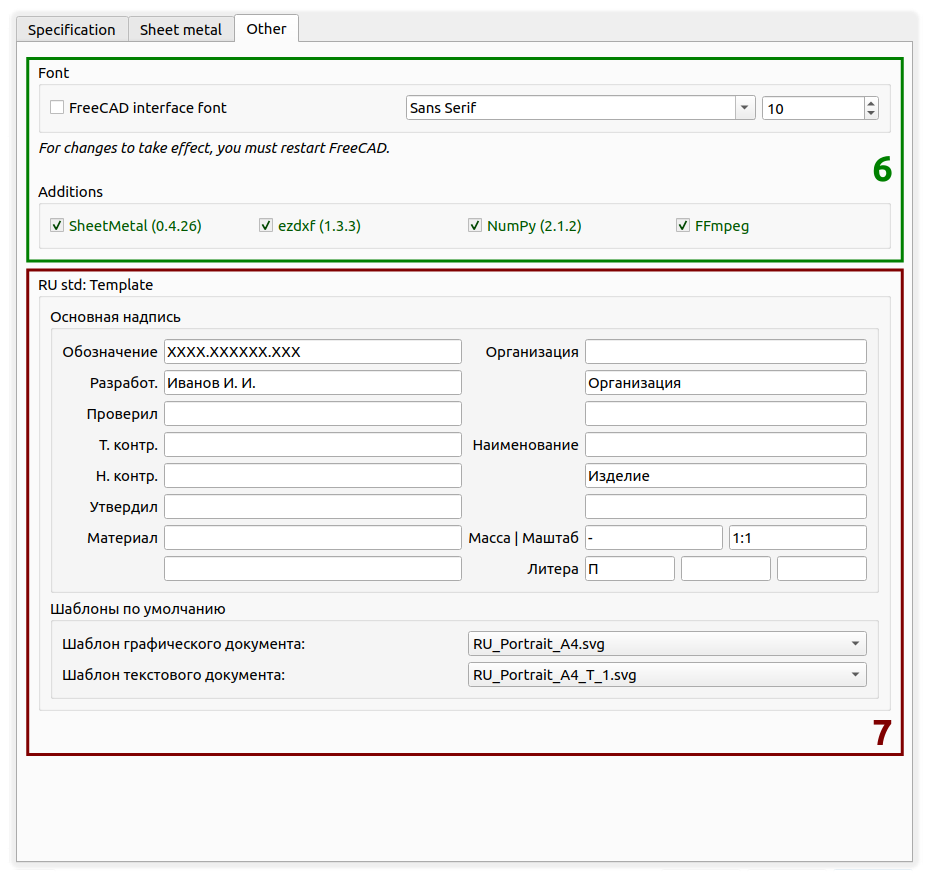 Specification Sheet metal Other
Font
FreeCAD interface font Sans Serif 10
For changes to take effect, you must restart FreeCAD.
6
Additions
SheetMetal (0.4.26) ezdxf (1.3.3) NumPy (2.1.2) FFmpeg
RU std: Template
Основная надпись
Обозначение XXXX.XXXXXX.XXX Организация
Разработ. Иванов И. И. Организация
Проверил
Т. контр. Наименование
Н. контр. Изделие
Утвердил
Материал Масса | Маштаб - 1:1
Литера П
Шаблоны по умолчанию
Шаблон графического документа: RU_Portrait_A4.svg
Шаблон текстового документа: RU_Portrait_A4_T_1.svg
7